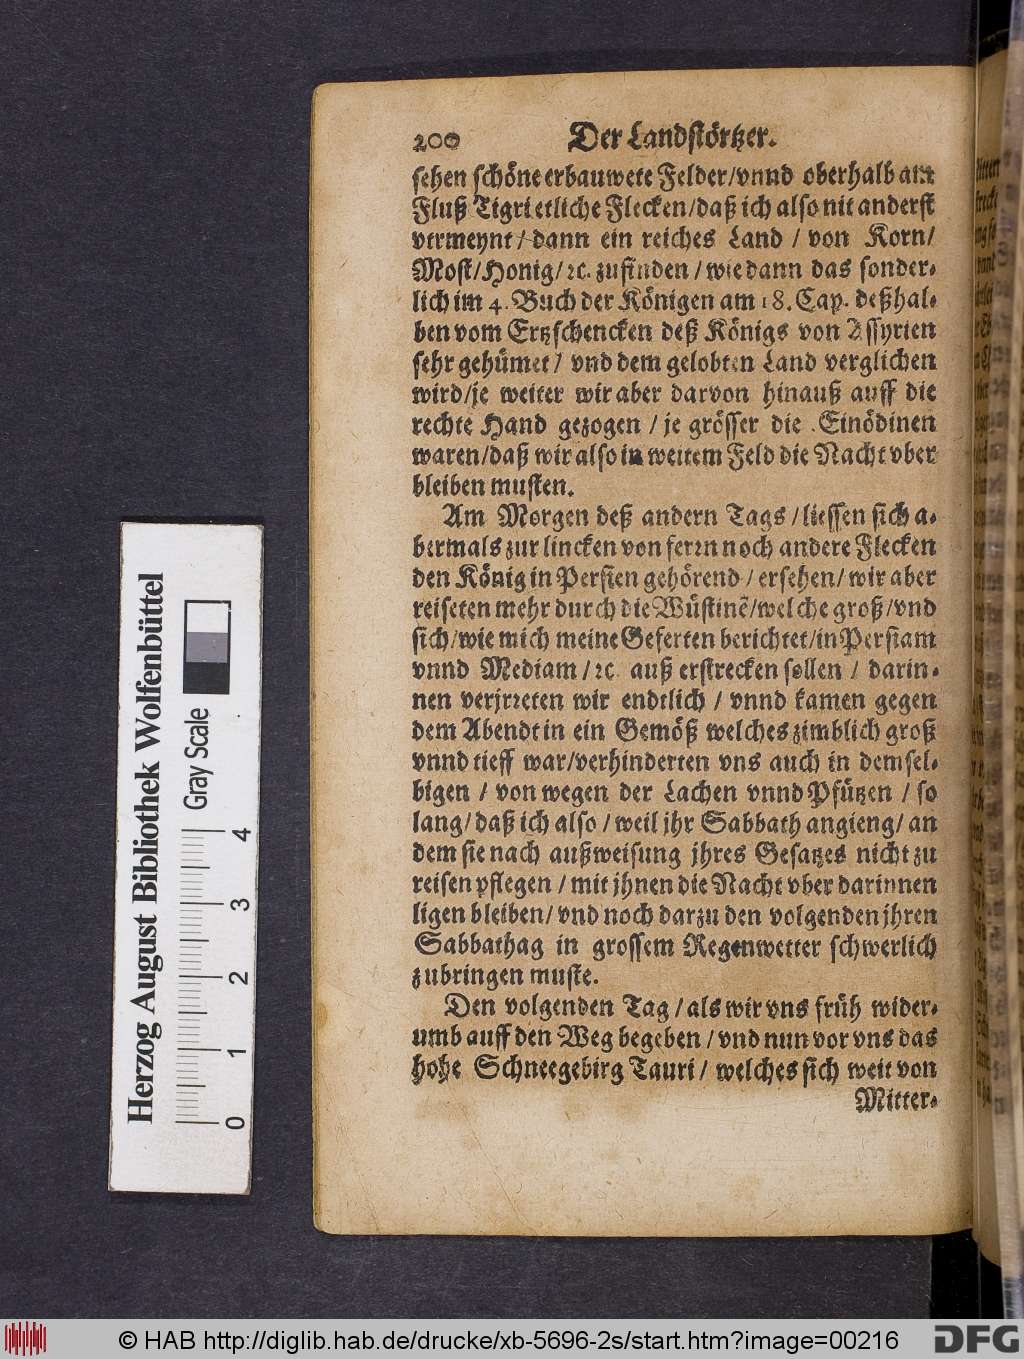 200 Der Landstörtzer.
sehen schöne erbauwete Felder/vnnd oberhalb am
Fluß Tigri etliche Flecken/daß ich also nit anderst
vermeynt/dann ein reiches Land / von Korn/
Most/Honig/ ꝛc. zufinden / wie dann das sonder-
lich im 4. Buch der Königen am 18. Cap. deßhal-
ben vom Ertzschencken deß Königs von Assyrien
sehr gehümet / vnd dem gelobten Land verglichen
wird/je weiter wir aber darvon hinauß auff die
rechte Hand gezogen / je grösser die Einödinen
waren/daß wir also in weitem Feld die Nacht vber
bleiben musten.
Am Morgen deß andern Tags / liessen sich a-
bermals zur lincken von ferrn noch andere Flecken
den König in Persien gehörend / ersehen/ wir aber
reiseten mehr durch die Wüstinē/welche groß/vnd
sich/wie mich meine Geferten berichtet/in Persiam
vnnd Mediam / ꝛc. auß erstrecken sollen / darin-
nen verjrreten wir endtlich / vnnd kamen gegen
dem Abendt in ein Gemöß welches zimblich groß
vnnd tieff war/verhinderten vns auch in demsel-
bigen / von wegen der Lachen vnnd Pfützen / so
lang/ daß ich also / weil jhr Sabbath angieng/ an
dem sie nach außweisung jhres Gesatzes nicht zu
reisen pflegen / mit jhnen die Nacht vber darinnen
ligen bleiben/ vnd noch darzu den volgenden jhren
Sabbathag in grossem Regenwetter schwerlich
zubringen muste.
Den volgenden Tag / als wir vns früh wider-
umb auff den Weg begeben / vnd nun vor vns das
hohe Schneegebirg Tauri / welches sich weit von
Mitter-
Herzog August Bibliothek Wolfenbüttel
Gray Scale
0 1 2 3 4
© HAB http://diglib.hab.de/drucke/xb-5696-2s/start.htm?image=00216
DFG